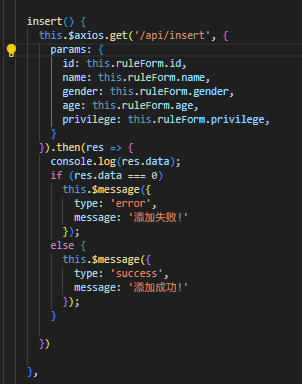 insert() {
this.$axios.get('/api/insert', {
params: {
id: this.ruleForm.id,
name: this.ruleForm.name,
gender: this.ruleForm.gender,
age: this.ruleForm.age,
privilege: this.ruleForm.privilege,
}
}).then(res => {
console.log(res.data);
if (res.data === 0)
this.$message({
type: 'error',
message: '添加失败!'
});
else {
this.$message({
type: 'success',
message: '添加成功!'
});
}
})
},